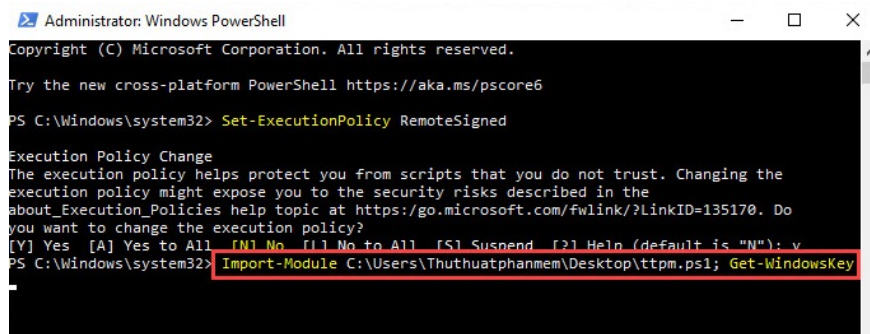 Administrator: Windows PowerShell
Copyright (C) Microsoft Corporation. All rights reserved.
Try the new cross-platform PowerShell https://aka.ms/pscore6
PS C:\Windows\system32> Set-ExecutionPolicy RemoteSigned
Execution Policy Change
The execution policy helps protect you from scripts that you do not trust. Changing the
execution policy might expose you to the security risks described in the
about_Execution_Policies help topic at https:/go.microsoft.com/fwlink/?LinkID=135170. Do
you want to change the execution policy?
[Y] Yes  [A] Yes to All  [N] No  [L] No to All  [S] Suspend  [?] Help (default is "N"): y
PS C:\Windows\system32> Import-Module C:\Users\Thuthuatphanmem\Desktop\ttpm.ps1; Get-WindowsKey